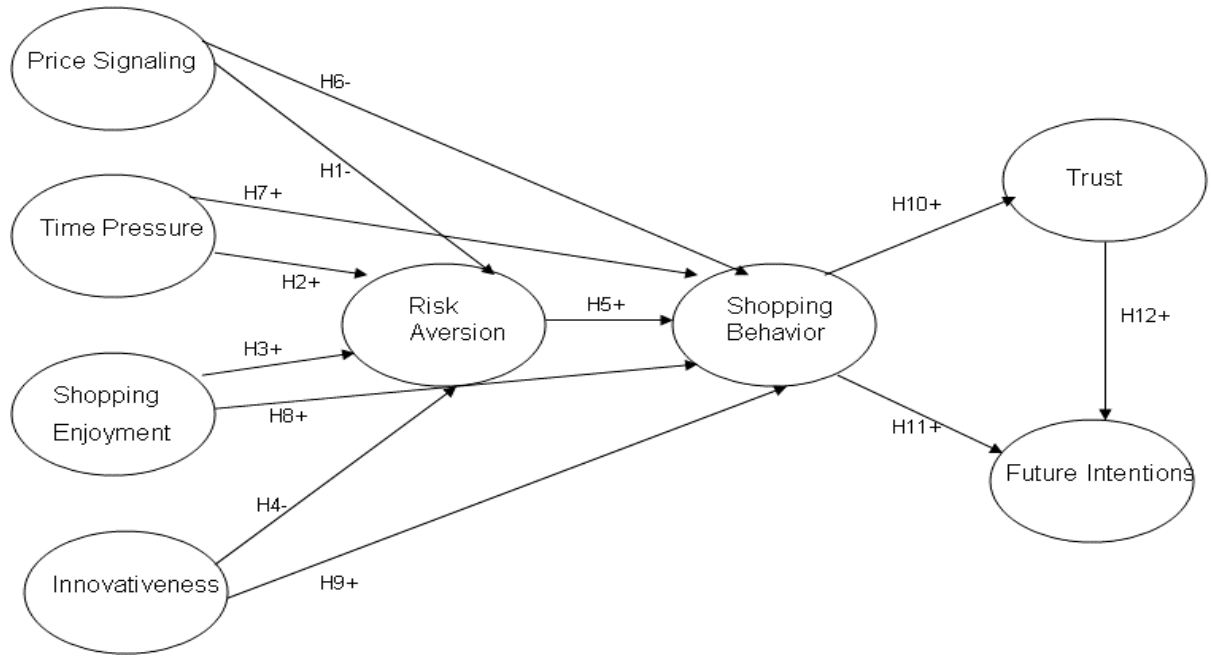 Price Signaling
H6-
H1-
Time Pressure
H7+
H2+
Trust
H10+
Risk
Aversion
H5+
Shopping
Behavior
H12+
H3+
Shopping
Enjoyment
H8+
H11+
Future Intentions
H4-
Innovativeness
H9+